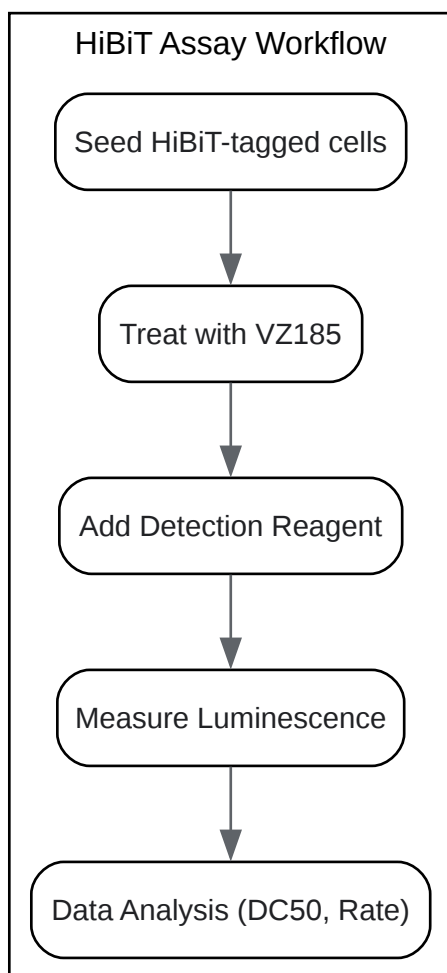 HiBiT Assay Workflow
Seed HiBiT-tagged cells
Treat with VZ185
Add Detection Reagent
Measure Luminescence
Data Analysis (DC50, Rate)